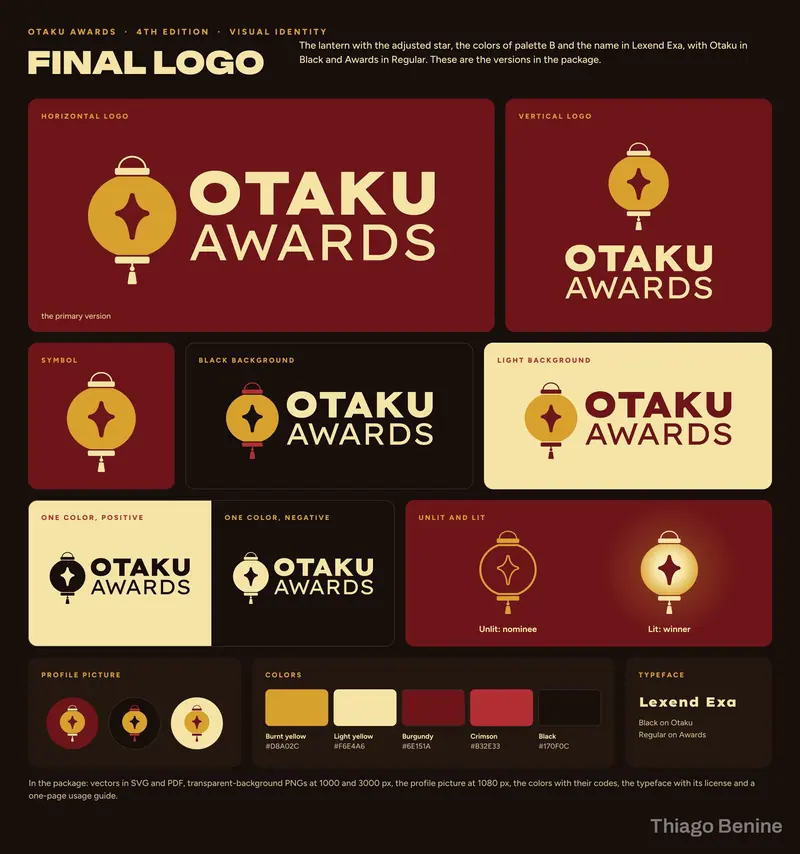 OTAKU AWARDS · 4TH EDITION · VISUAL IDENTITY
FINAL LOGO
The lantern with the adjusted star, the colors of palette B and the name in Lexend Exa, with Otaku in
Black and Awards in Regular. These are the versions in the package.
HORIZONTAL LOGO
OTAKU
AWARDS
the primary version
VERTICAL LOGO
OTAKU
AWARDS
SYMBOL
BLACK BACKGROUND
OTAKU
AWARDS
LIGHT BACKGROUND
OTAKU
AWARDS
ONE COLOR, POSITIVE
OTAKU
AWARDS
ONE COLOR, NEGATIVE
OTAKU
AWARDS
UNLIT AND LIT
Unlit: nominee
Lit: winner
PROFILE PICTURE
COLORS
Burnt yellow
#D8A02C
Light yellow
#F6E4A6
Burgundy
#6E151A
Crimson
#B32E33
Black
#170F0C
TYPEFACE
Lexend Exa
Black on Otaku
Regular on Awards
In the package: vectors in SVG and PDF, transparent-background PNGs at 1000 and 3000 px, the profile picture at 1080 px, the colors with their codes, the typeface with its license and a
one-page usage guide.
Thiago Benine